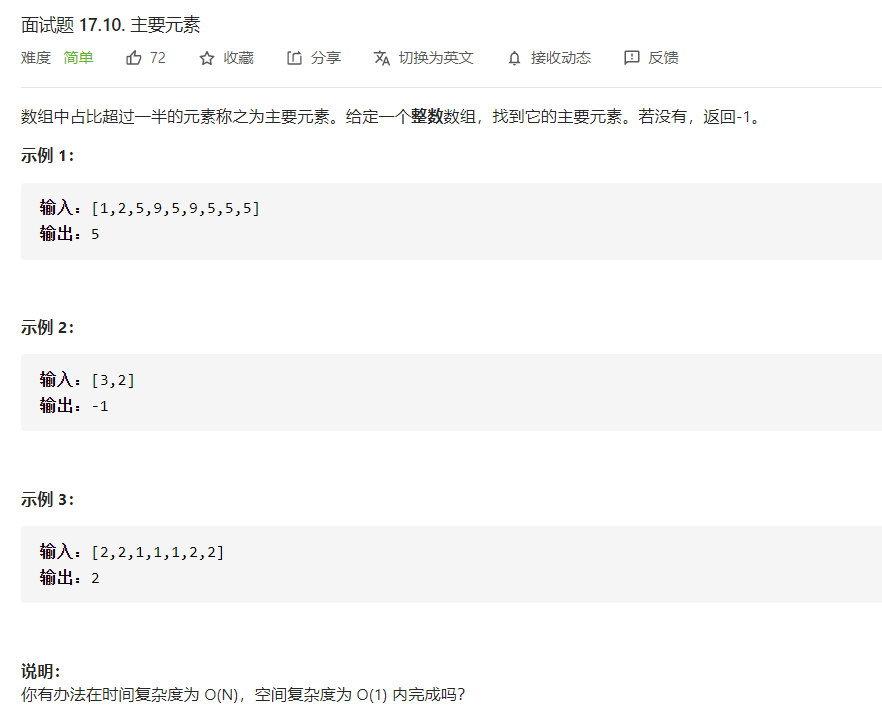 面试题 17.10. 主要元素
难度 简单 72 收藏 分享 切换为英文 接收动态 反馈
数组中占比超过一半的元素称之为主要元素。给定一个整数数组，找到它的主要元素。若没有，返回-1。
示例 1：
输入：[1,2,5,9,5,9,5,5,5]
输出：5
示例 2：
输入：[3,2]
输出：-1
示例 3：
输入：[2,2,1,1,1,2,2]
输出：2
说明：
你有办法在时间复杂度为 O(N)，空间复杂度为 O(1) 内完成吗？